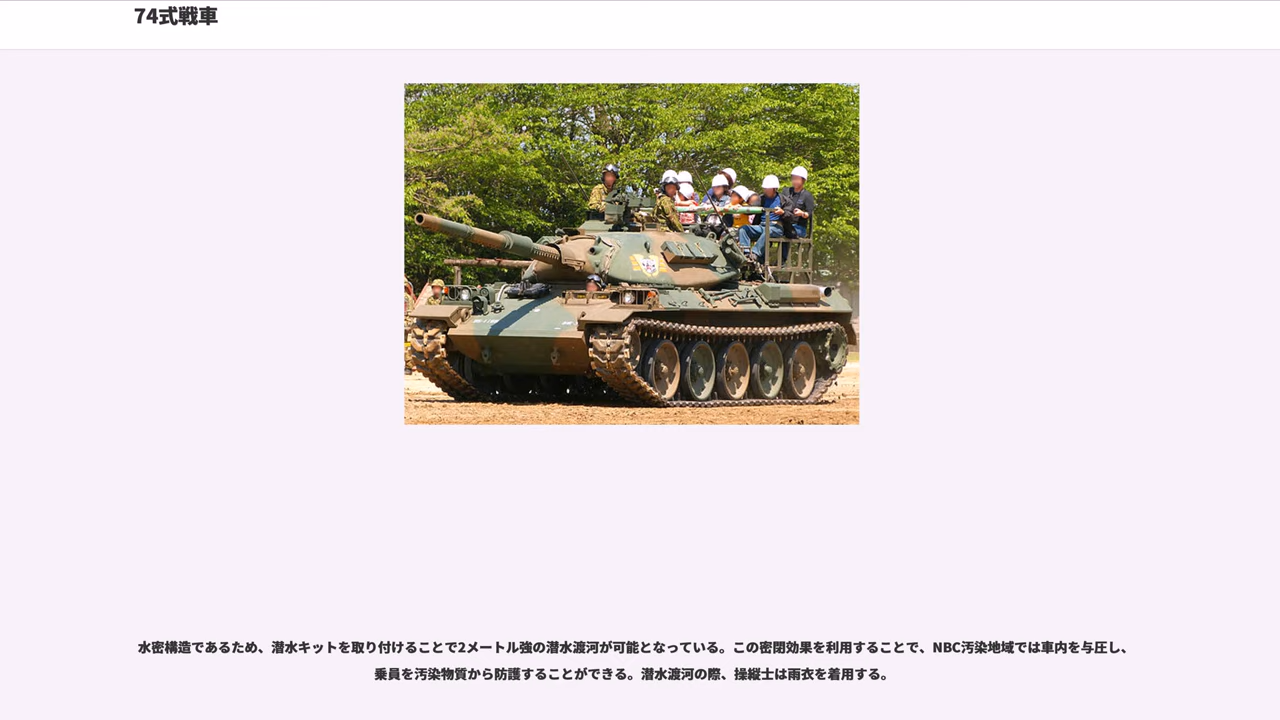 74式戦車
水密構造であるため、潜水キットを取り付けることで2メートル強の潜水渡河が可能となっている。この密閉効果を利用することで、NBC汚染地域では車内を与圧し、
乗員を汚染物質から防護することができる。潜水渡河の際、操縦士は雨衣を着用する。